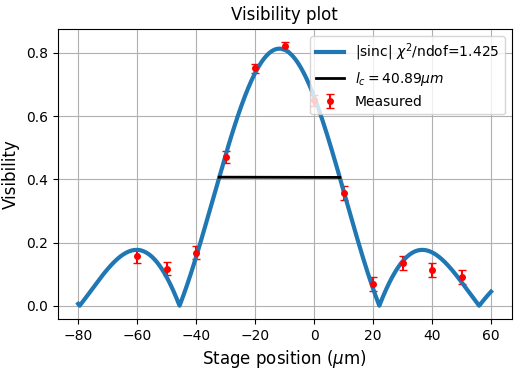 Visibility plot
|sinc| χ²/ndof=1.425
l_c = 40.89μm
Measured
Visibility
0.8
0.6
0.4
0.2
0.0
−80 −60 −40 −20 0 20 40 60
Stage position (μm)